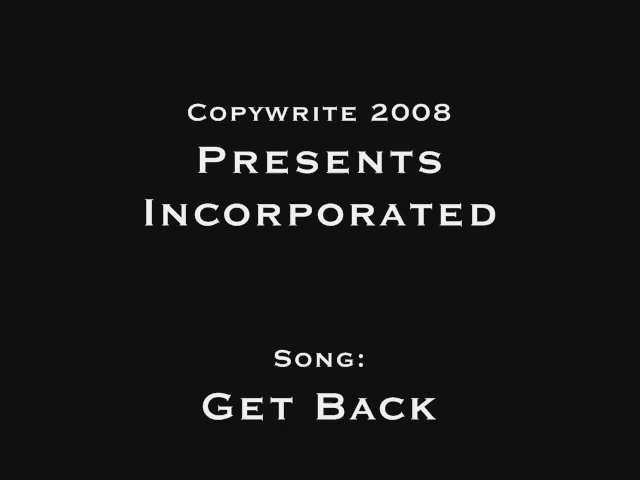 Copywrite 2008
Presents
Incorporated
Song:
Get Back